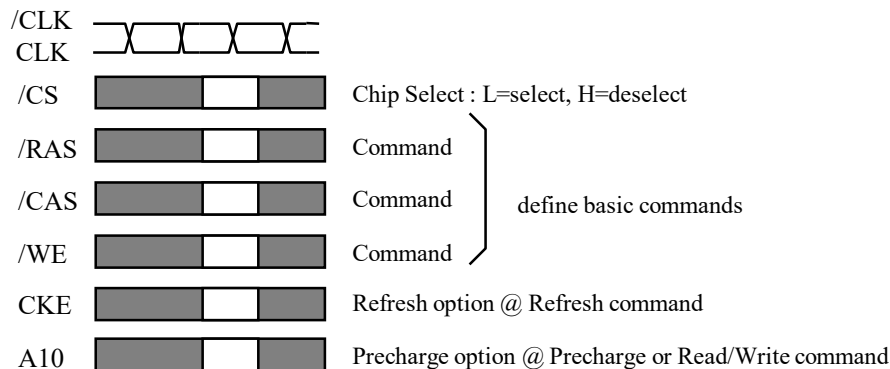 /CLK
CLK
/CS Chip Select : L=select, H=deselect
/RAS Command
/CAS Command define basic commands
/WE Command
CKE Refresh option @ Refresh command
A10 Precharge option @ Precharge or Read/Write command